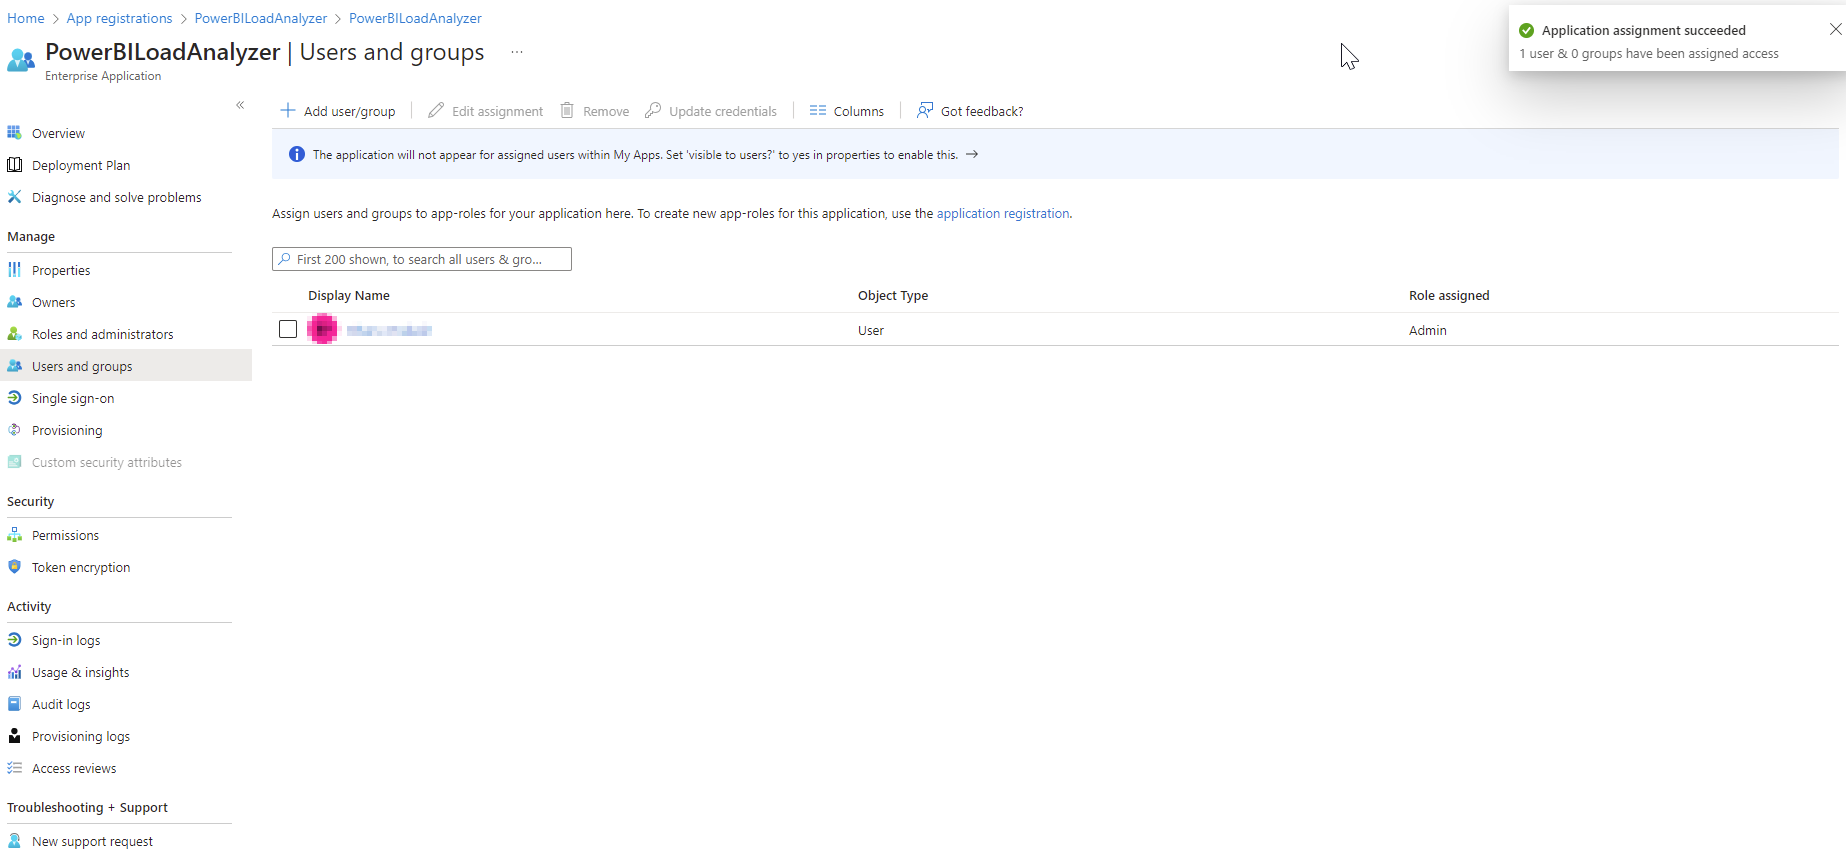 Home > App registrations > PowerBILoadAnalyzer > PowerBILoadAnalyzer
PowerBILoadAnalyzer | Users and groups ...
Enterprise Application
Application assignment succeeded
1 user & 0 groups have been assigned access
«
Overview
Deployment Plan
Diagnose and solve problems
Manage
Properties
Owners
Roles and administrators
Users and groups
Single sign-on
Provisioning
Custom security attributes
Security
Permissions
Token encryption
Activity
Sign-in logs
Usage & insights
Audit logs
Provisioning logs
Access reviews
Troubleshooting + Support
New support request
Add user/group | Edit assignment Remove Update credentials | Columns | Got feedback?
The application will not appear for assigned users within My Apps. Set 'visible to users?' to yes in properties to enable this. →
Assign users and groups to app-roles for your application here. To create new app-roles for this application, use the application registration.
First 200 shown, to search all users & gro...
Display Name Object Type Role assigned
User Admin